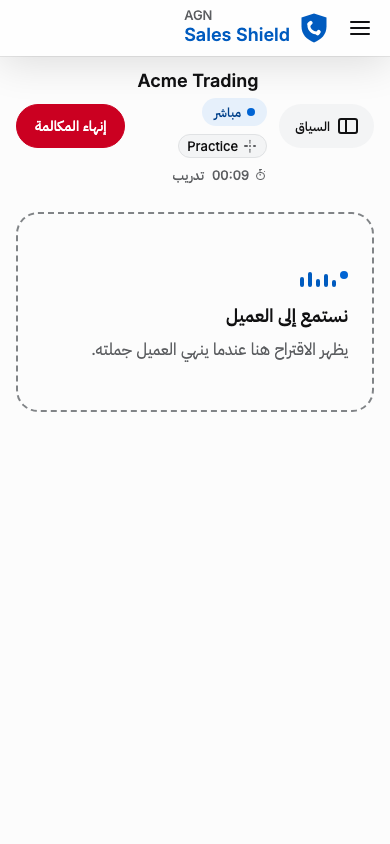 AGN
Sales Shield
Acme Trading
السياق
مباشر
Practice
00:09 تدريب
إنهاء المكالمة
نستمع إلى العميل
يظهر الاقتراح هنا عندما ينهي العميل جملته.